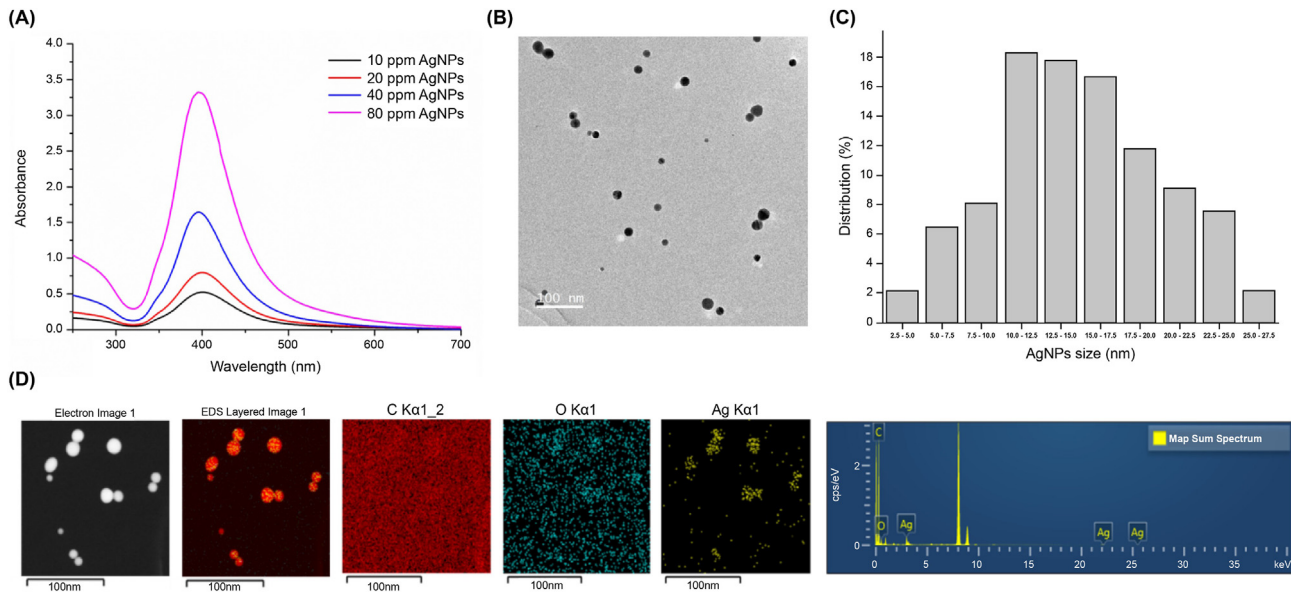 (A)
4.0
3.5
3.0
2.5
2.0
1.5
1.0
0.5
0.0
Absorbance
300
400
500
600
700
Wavelength (nm)
10 ppm AgNPs
20 ppm AgNPs
40 ppm AgNPs
80 ppm AgNPs
(B)
100 nm
(C)
18
16
14
12
10
8
6
4
2
0
Distribution (%)
2.5 - 5.0
5.0 - 7.5
7.5 - 10.0
10.0 - 12.5
12.5 - 15.0
15.0 - 17.5
17.5 - 20.0
20.0 - 22.5
22.5 - 25.0
25.0 - 27.5
AgNPs size (nm)
(D)
Electron Image 1
100nm
EDS Layered Image 1
100nm
C Kα1_2
100nm
O Kα1
100nm
Ag Kα1
100nm
Map Sum Spectrum
cps/eV
2
0
C
O
Ag
Ag
Ag
0
5
10
15
20
25
30
35
keV